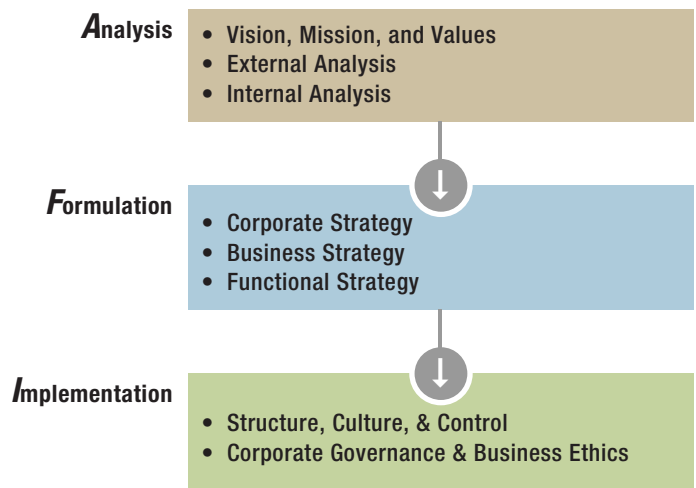 Analysis
• Vision, Mission, and Values
• External Analysis
• Internal Analysis
Formulation
• Corporate Strategy
• Business Strategy
• Functional Strategy
Implementation
• Structure, Culture, & Control
• Corporate Governance & Business Ethics